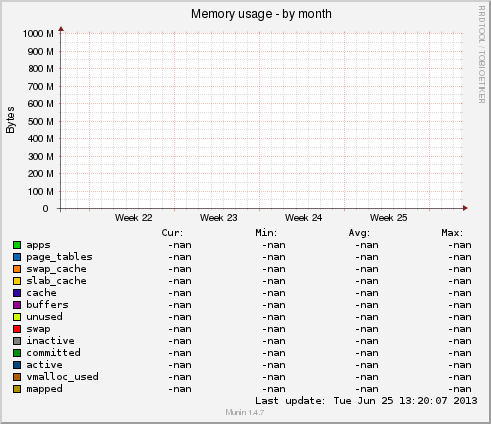 Memory usage - by month
RRDTOOL / TOBI OETIKER
Bytes
1000 M
900 M
800 M
700 M
600 M
500 M
400 M
300 M
200 M
100 M
0
Week 22 Week 23 Week 24 Week 25
Cur: Min: Avg: Max:
apps -nan -nan -nan -nan
page_tables -nan -nan -nan -nan
swap_cache -nan -nan -nan -nan
slab_cache -nan -nan -nan -nan
cache -nan -nan -nan -nan
buffers -nan -nan -nan -nan
unused -nan -nan -nan -nan
swap -nan -nan -nan -nan
inactive -nan -nan -nan -nan
committed -nan -nan -nan -nan
active -nan -nan -nan -nan
vmalloc_used -nan -nan -nan -nan
mapped -nan -nan -nan -nan
Last update: Tue Jun 25 13:20:07 2013
Munin 1.4.7